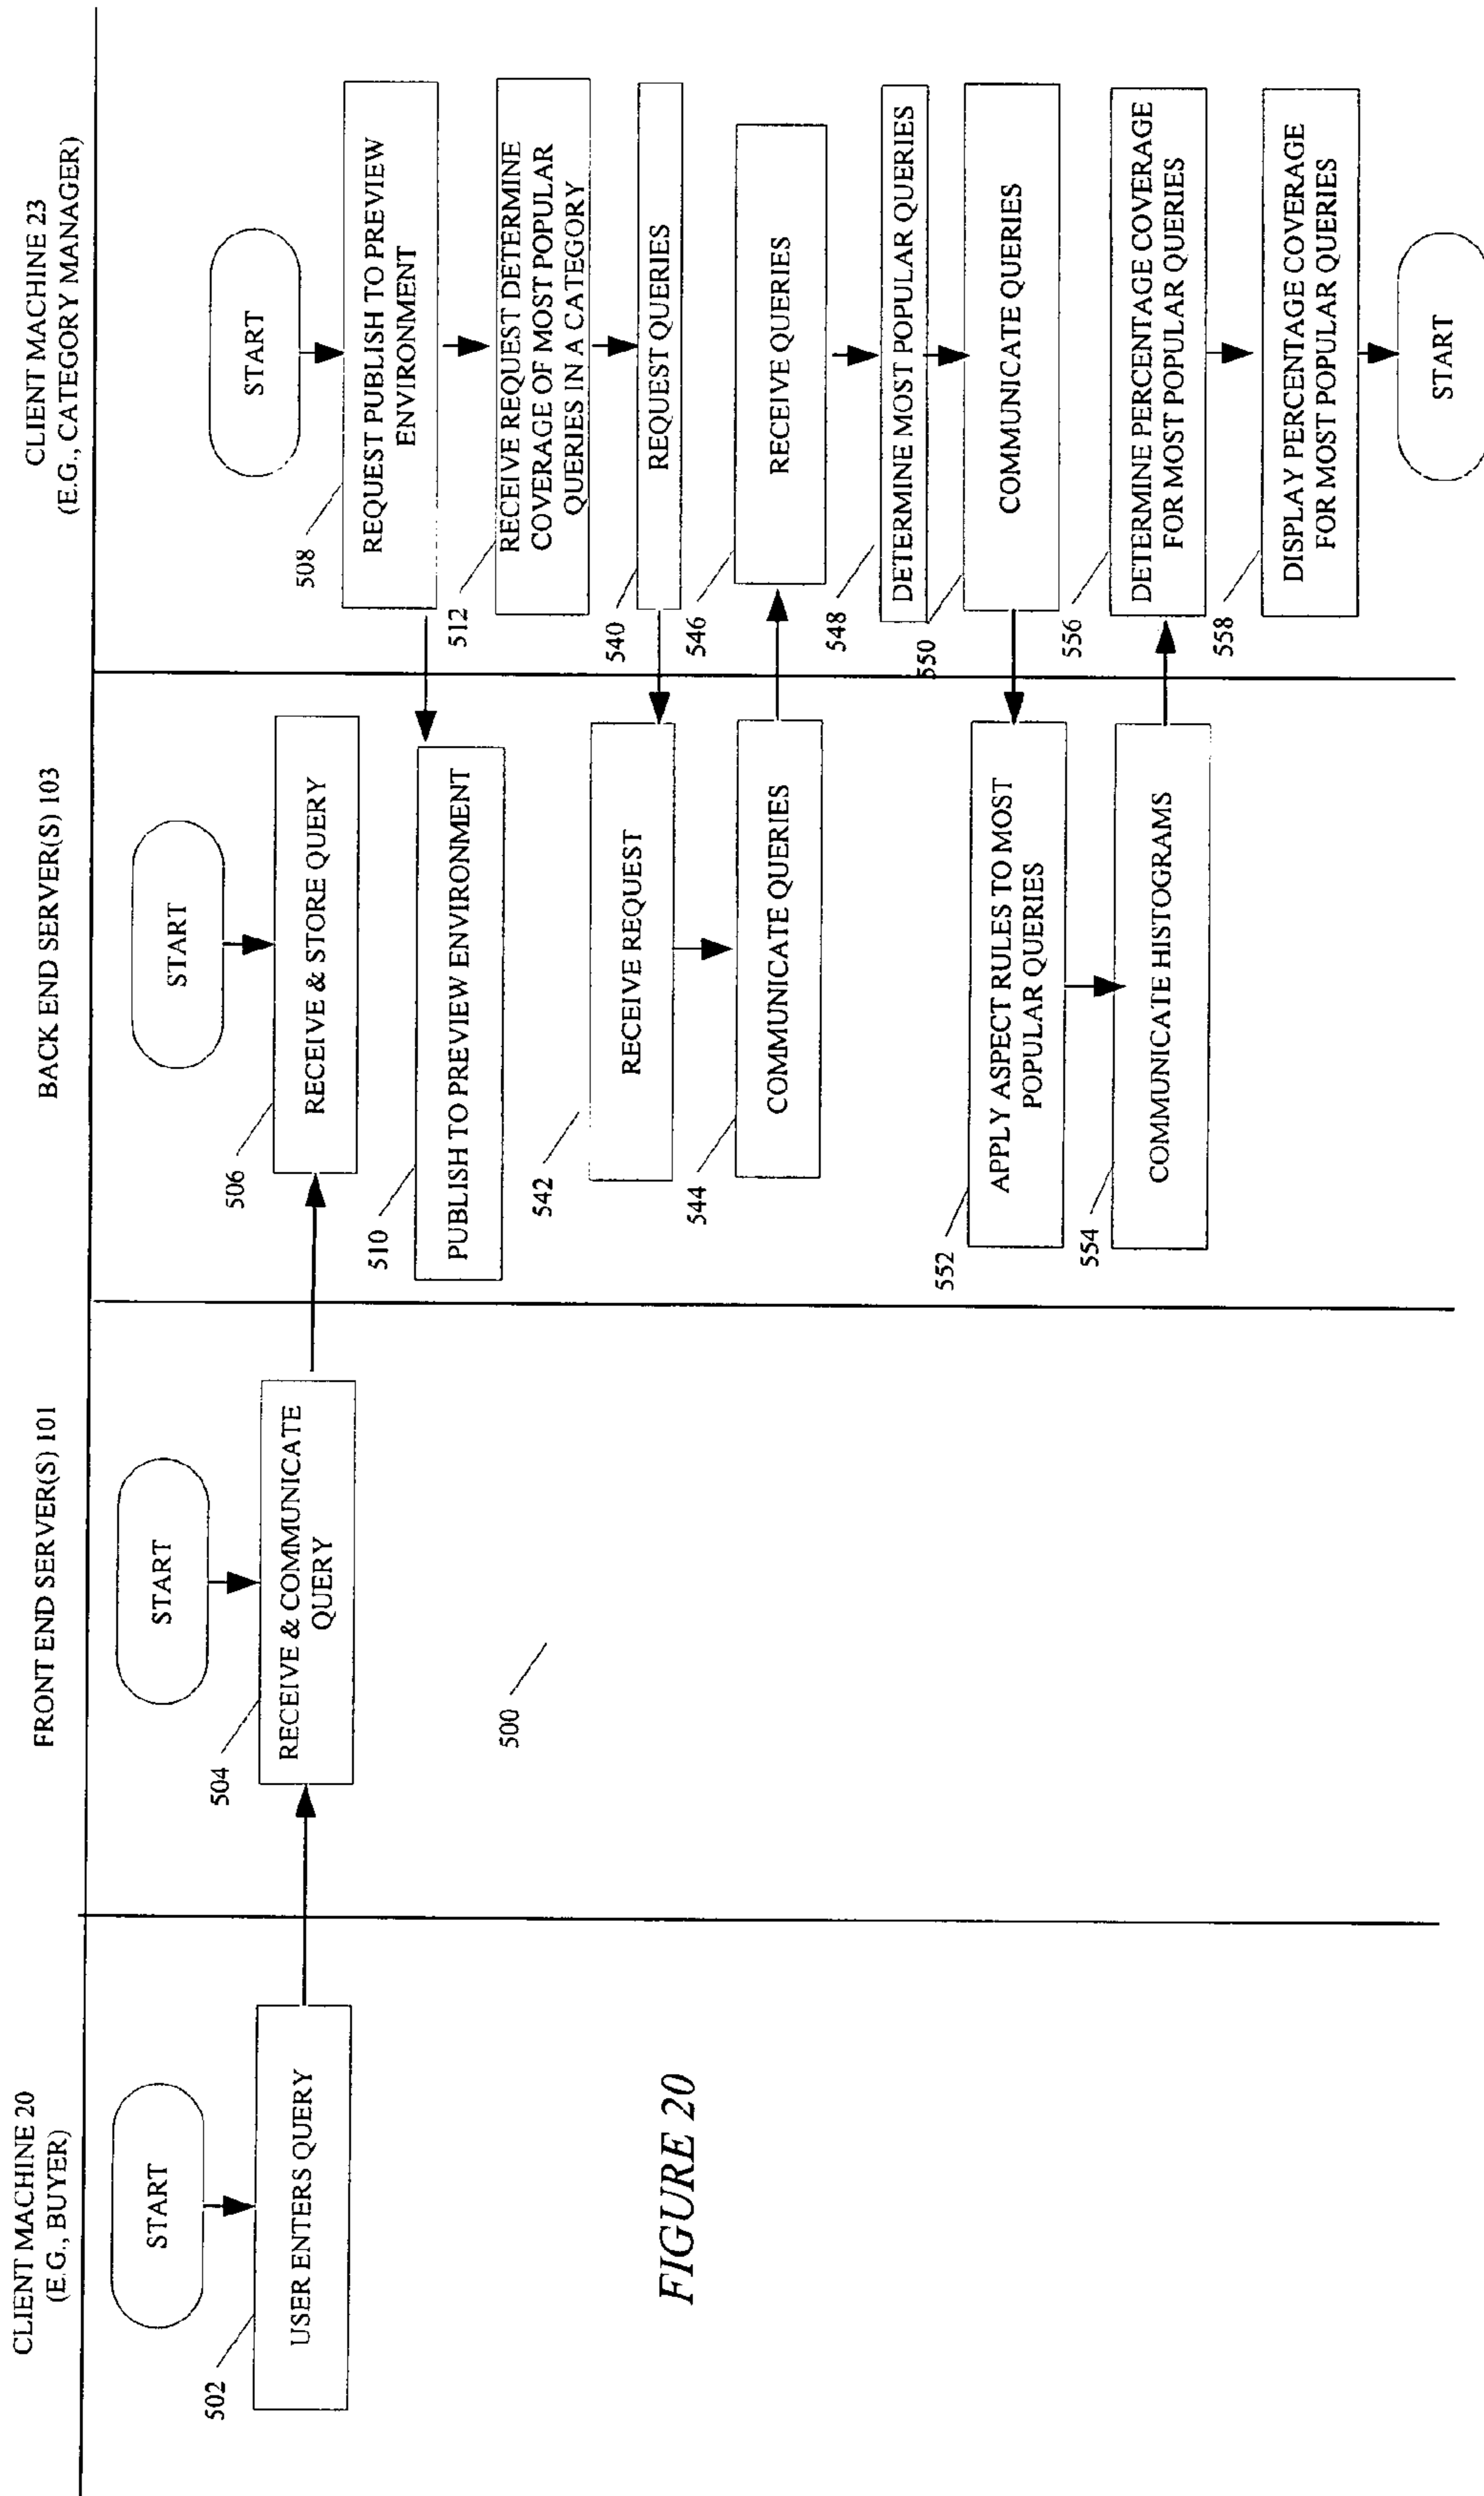 CLIENT MACHINE 20
(E.G., BUYER)
START
502
USER ENTERS QUERY
FRONT END SERVER(S) 101
START
504
RECEIVE & COMMUNICATE
QUERY
500
BACK END SERVER(S) 103
START
506
RECEIVE & STORE QUERY
510
PUBLISH TO PREVIEW ENVIRONMENT
542
RECEIVE REQUEST
544
COMMUNICATE QUERIES
552
APPLY ASPECT RULES TO MOST
POPULAR QUERIES
554
COMMUNICATE HISTOGRAMS
CLIENT MACHINE 23
(E.G., CATEGORY MANAGER)
START
508
REQUEST PUBLISH TO PREVIEW
ENVIRONMENT
512
RECEIVE REQUEST DETERMINE
COVERAGE OF MOST POPULAR
QUERIES IN A CATEGORY
540
REQUEST QUERIES
546
RECEIVE QUERIES
548
DETERMINE MOST POPULAR QUERIES
550
COMMUNICATE QUERIES
556
DETERMINE PERCENTAGE COVERAGE
FOR MOST POPULAR QUERIES
558
DISPLAY PERCENTAGE COVERAGE
FOR MOST POPULAR QUERIES
START
FIGURE 20